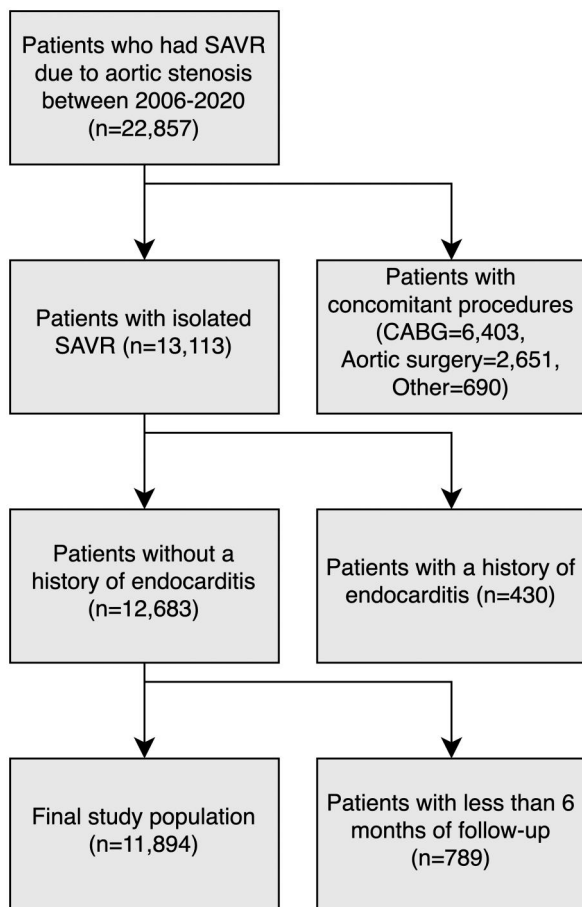 Patients who had SAVR
due to aortic stenosis
between 2006-2020
(n=22,857)
Patients with isolated
SAVR (n=13,113)
Patients with
concomitant procedures
(CABG=6,403,
Aortic surgery=2,651,
Other=690)
Patients without a
history of endocarditis
(n=12,683)
Patients with a history of
endocarditis (n=430)
Final study population
(n=11,894)
Patients with less than 6
months of follow-up
(n=789)